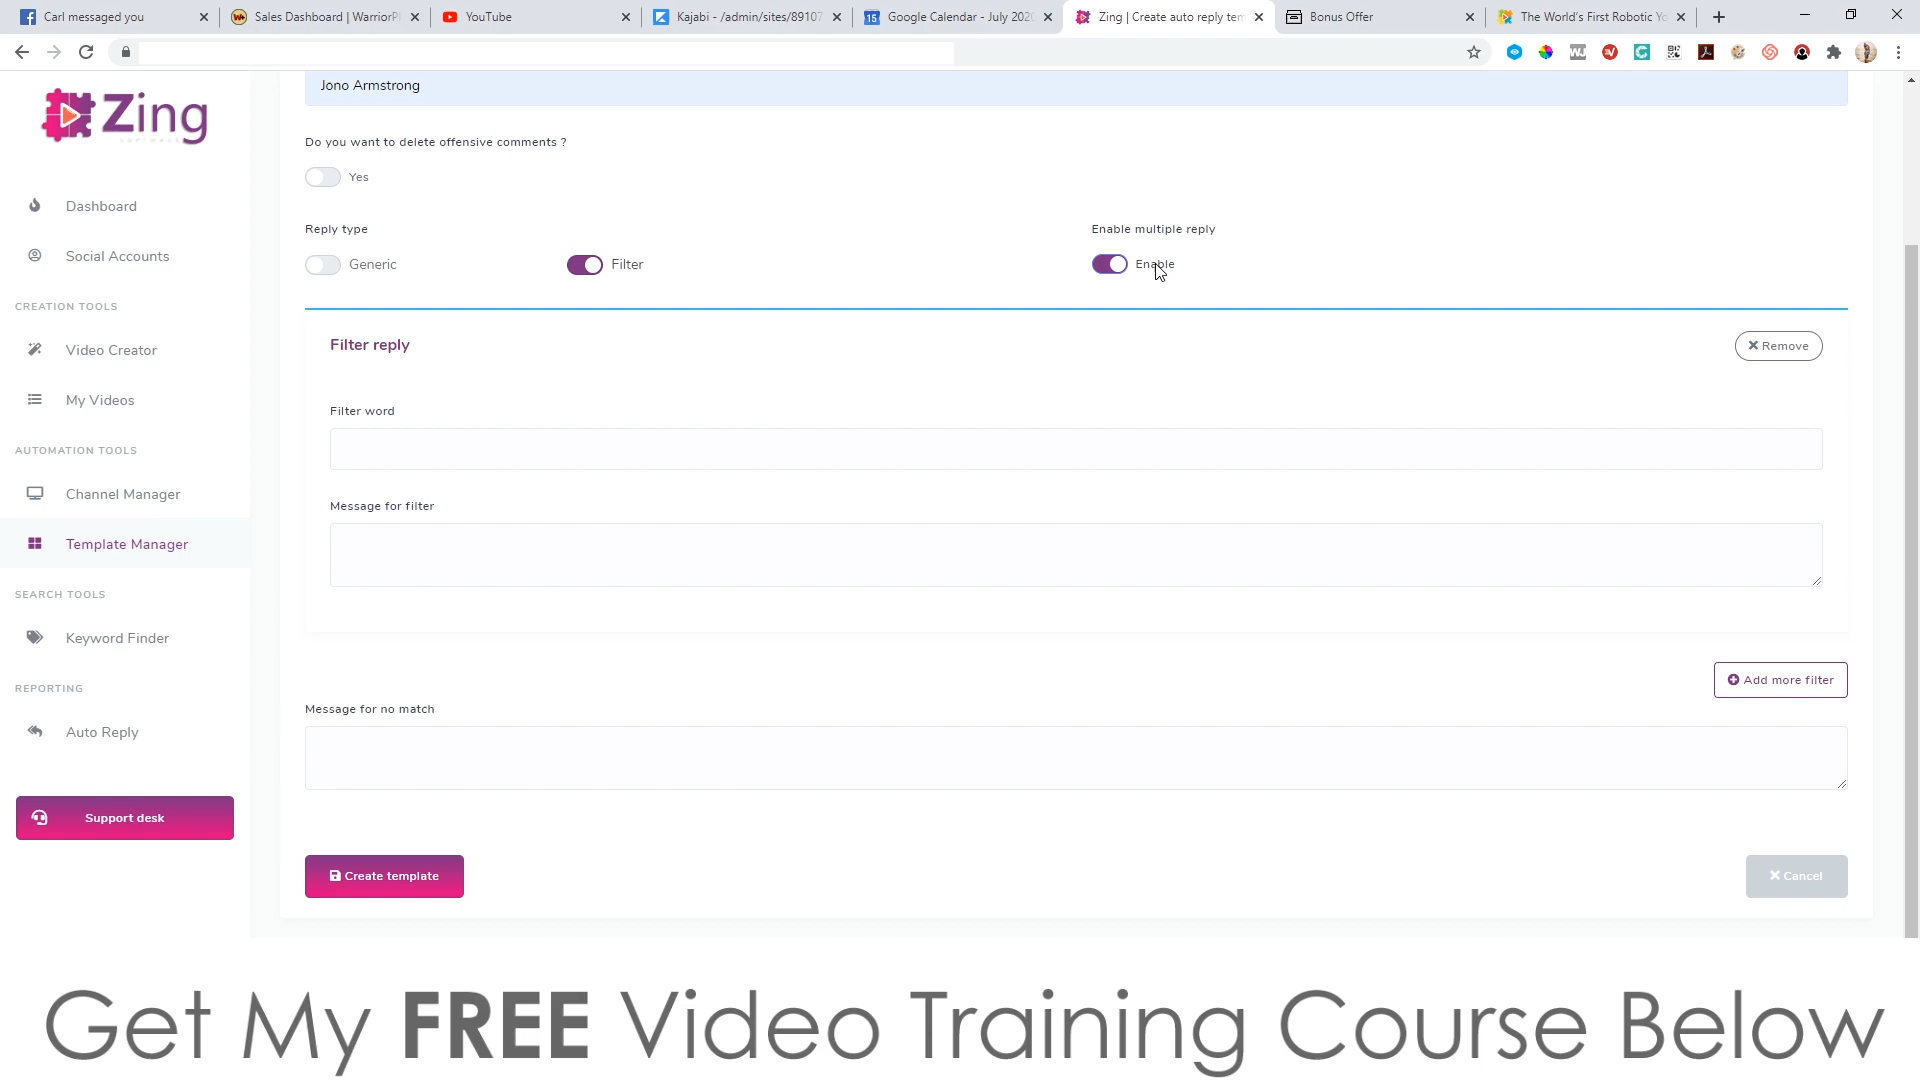 Carl messaged you
Sales Dashboard | WarriorPl
YouTube
Kajabi - /admin/sites/89107
Google Calendar - July 2020
Zing | Create auto reply tem
Bonus Offer
The World's First Robotic Yo
Zing
Jono Armstrong
Do you want to delete offensive comments ?
Yes
Reply type
Enable multiple reply
Generic
Filter
Enable
Dashboard
Social Accounts
CREATION TOOLS
Video Creator
My Videos
AUTOMATION TOOLS
Channel Manager
Template Manager
SEARCH TOOLS
Keyword Finder
REPORTING
Auto Reply
Support desk
Filter reply
Remove
Filter word
Message for filter
Add more filter
Message for no match
Create template
Cancel
Get My FREE Video Training Course Below